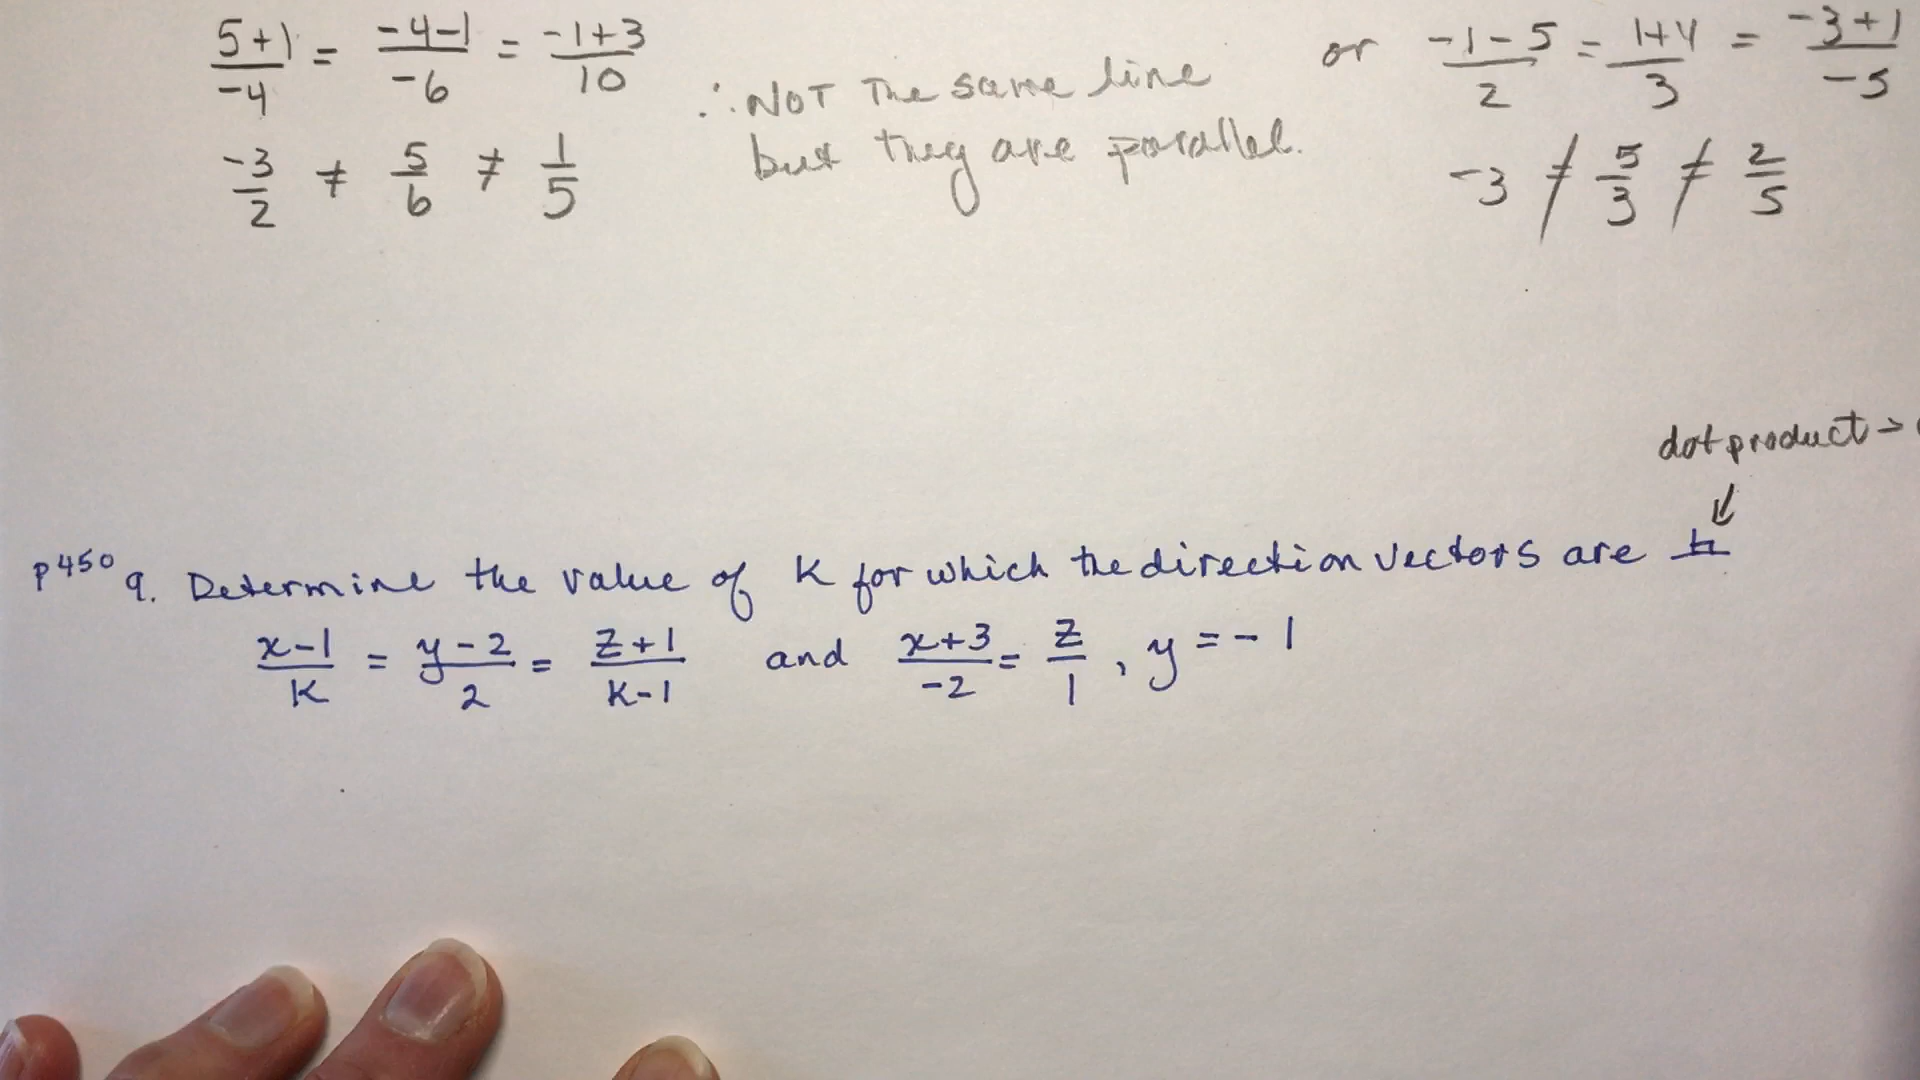 5+1/-4 = -4-1/-6 = -1+3/10
∴ NOT the same line
but they are parallel.
-3/2 ≠ 5/6 ≠ 1/5
or -1-5/2 = 1+4/3 = -3+1/-5
-3 ≠ 5/3 ≠ 2/5
dot product →
↓
p450 9. Determine the value of K for which the direction vectors are ⊥
x-1/K = y-2/2 = z+1/k-1 and x+3/-2 = z/1, y = -1